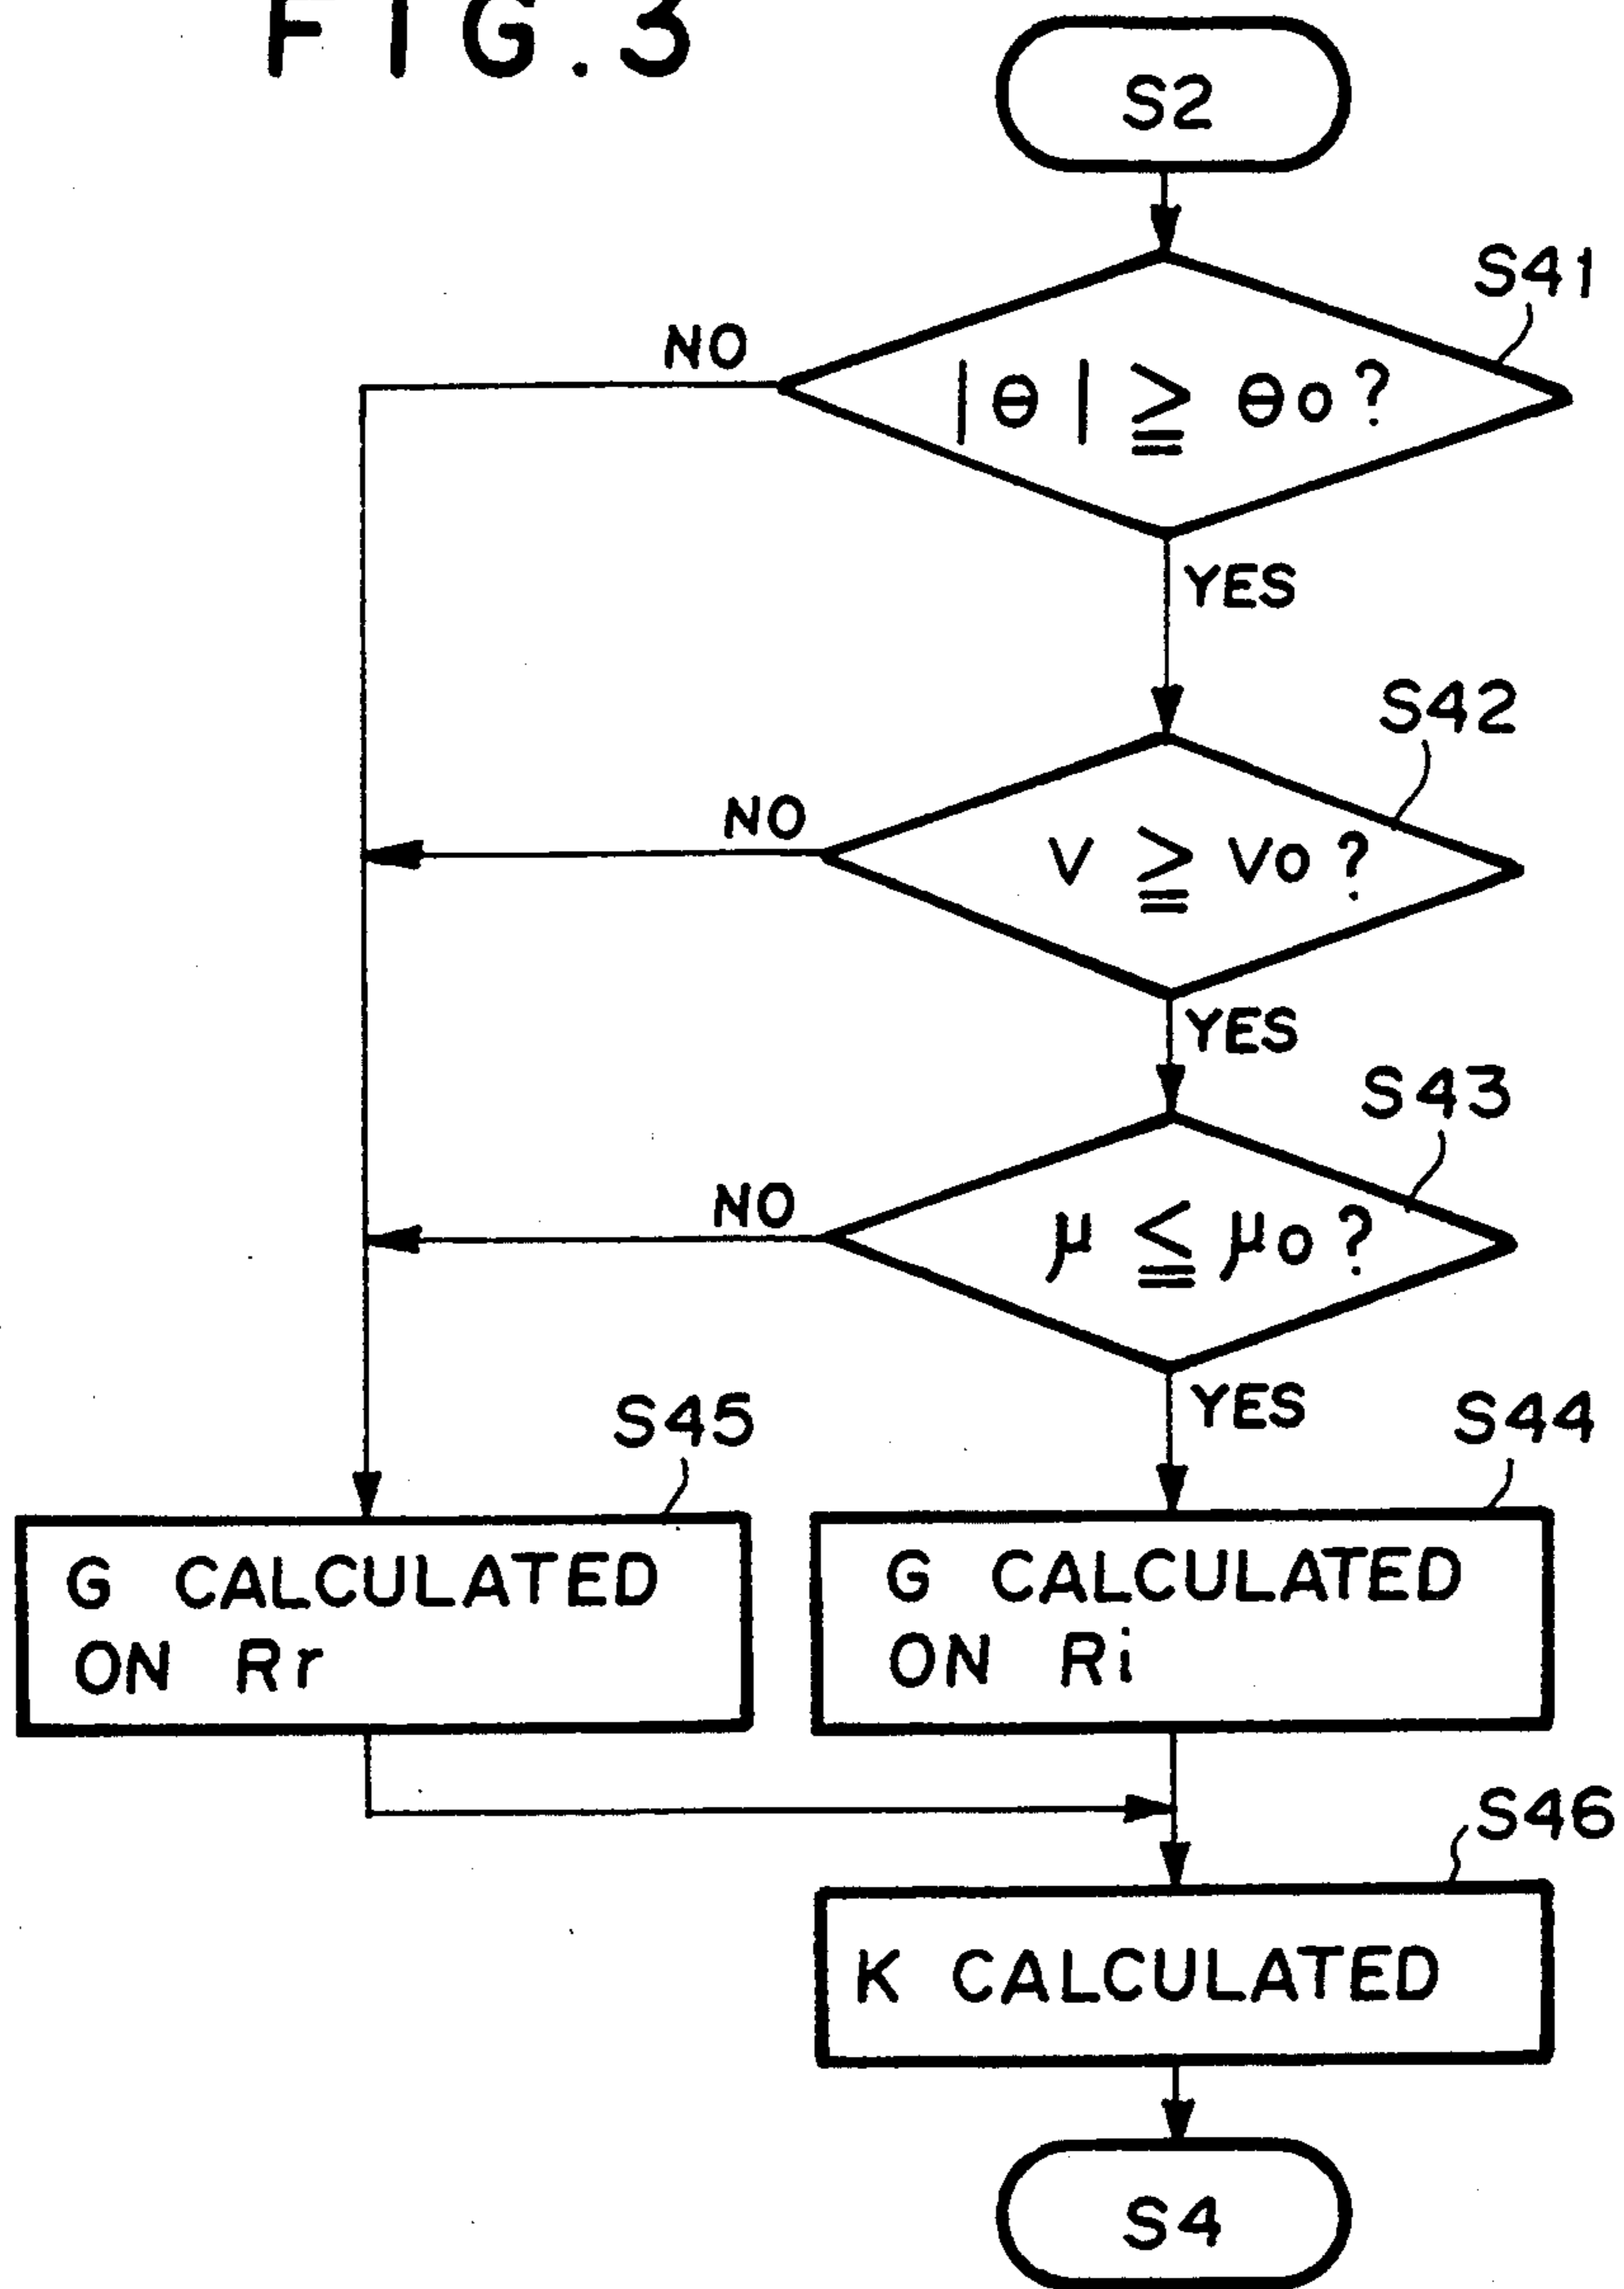 FIG.3
S2
S41
NO
|θ| ≧ θo?
YES
S42
NO
V ≧ Vo?
YES
S43
NO
μ ≦ μo?
YES
S45
S44
G CALCULATED
ON Rr
G CALCULATED
ON Ri
S46
K CALCULATED
S4